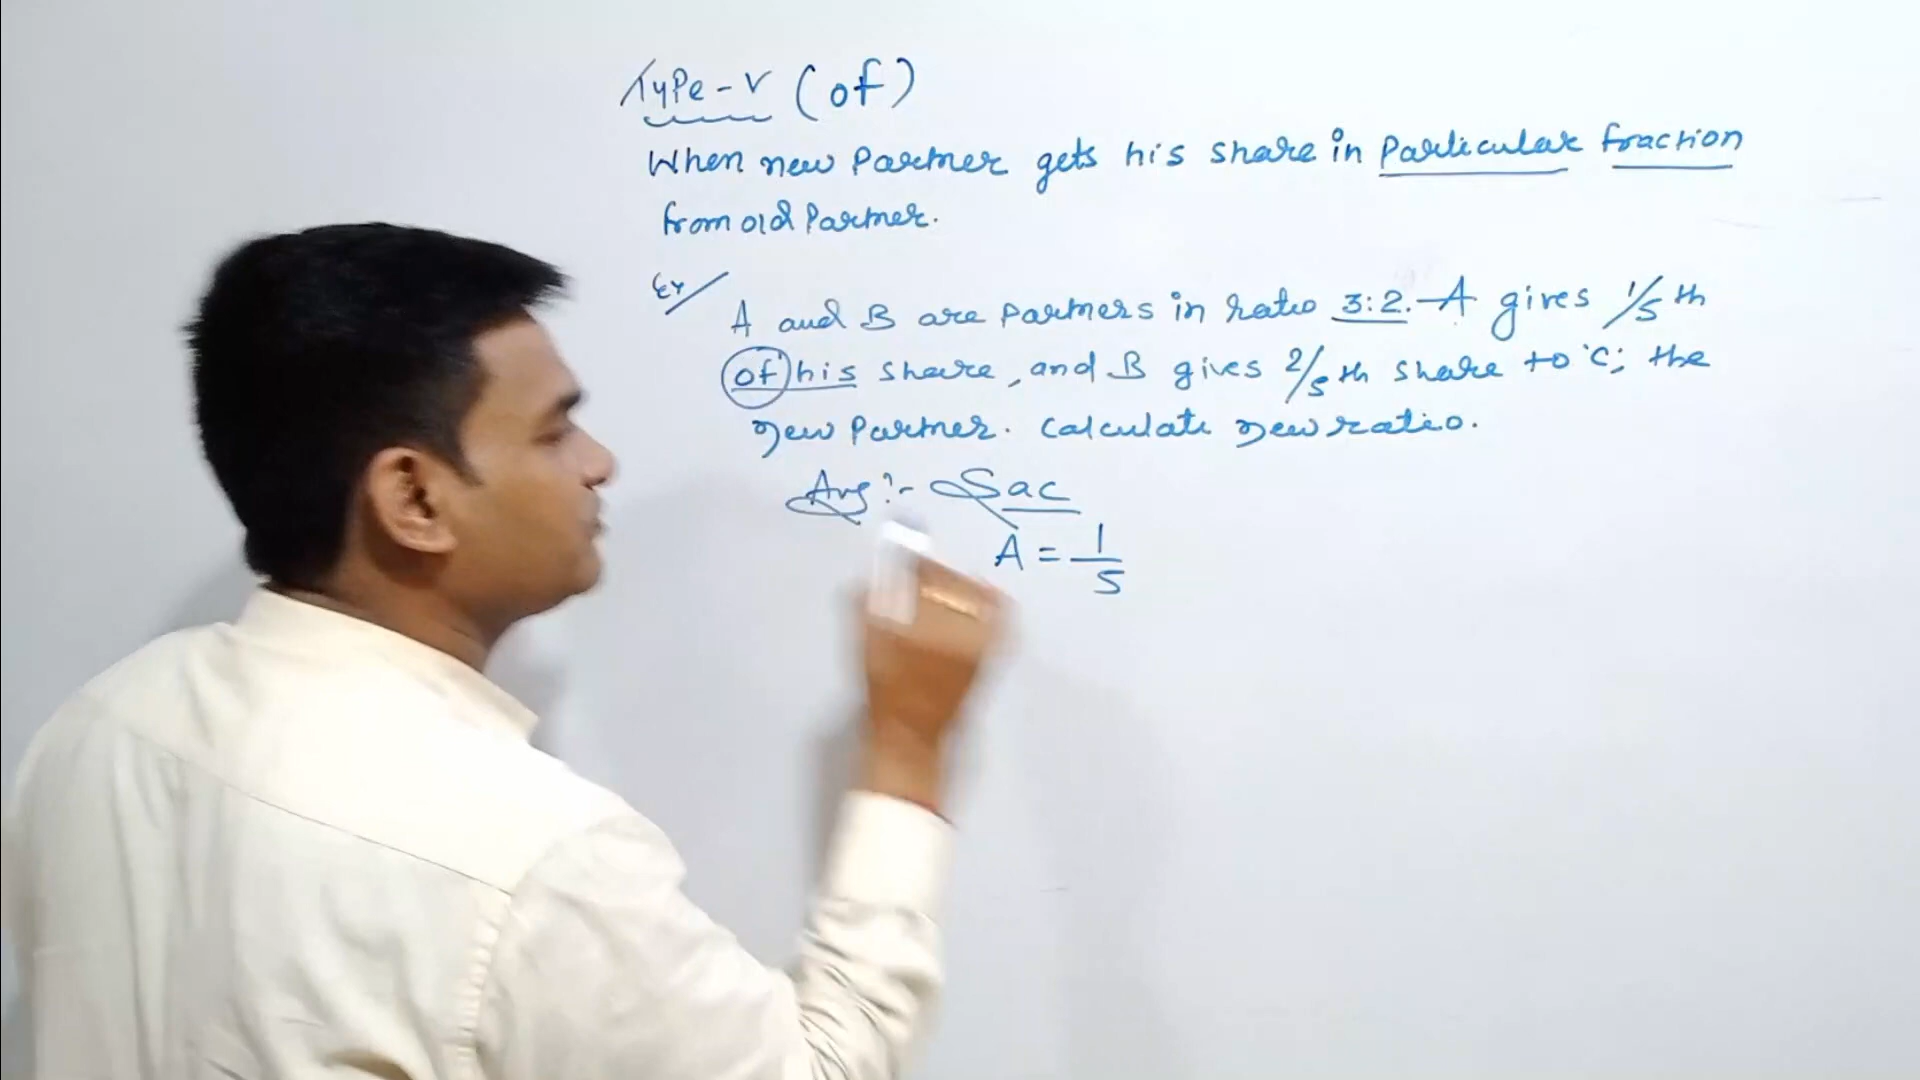 Type-V (of)
When new Partner gets his share in Particular fraction
from old Partner.
Ex
A and B are partners in ratio 3:2. A gives 1/5 th
of his share, and B gives 2/5 th share to 'C; the
new Partner. Calculate new ratio.
Ans:- Sac
A = 1/5